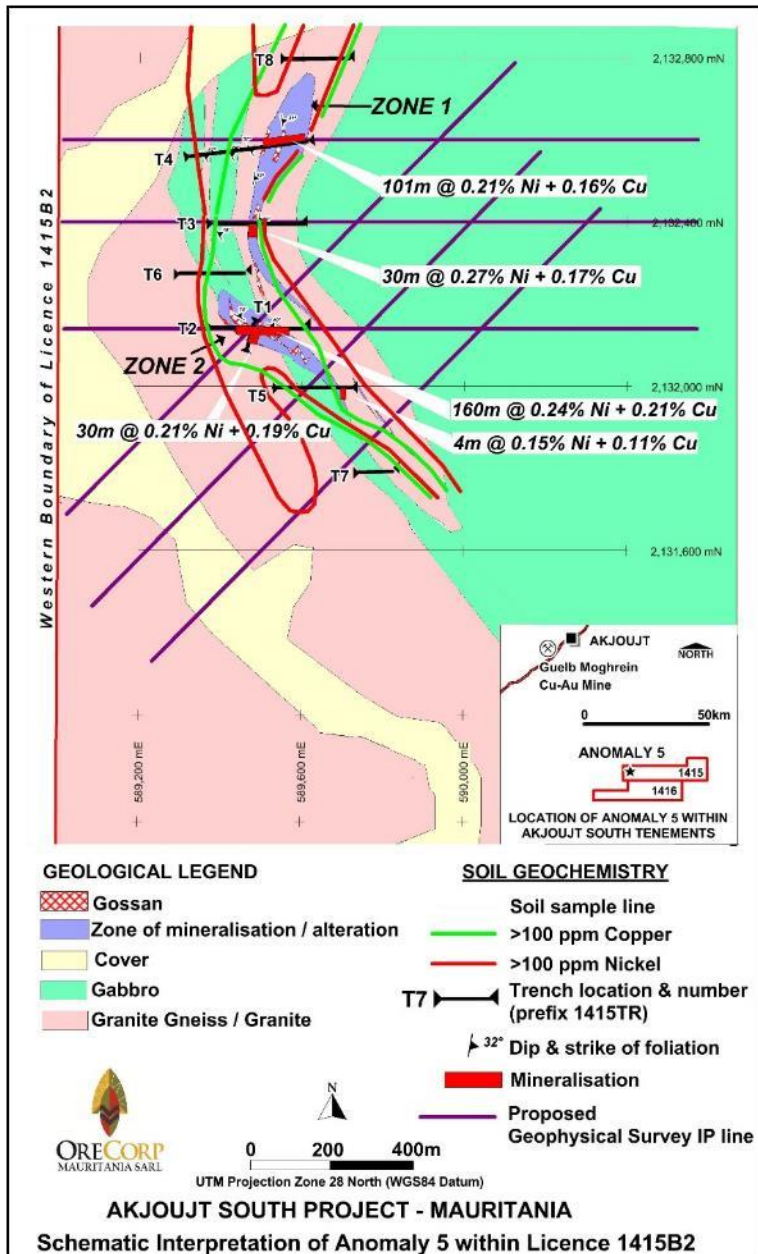 T8
2,132,800 mN
ZONE 1
T4
101m @ 0.21% Ni + 0.16% Cu
T3
2,132,400 mN
30m @ 0.27% Ni + 0.17% Cu
T6
T1
T2
ZONE 2
160m @ 0.24% Ni + 0.21% Cu
T5
2,132,000 mN
30m @ 0.21% Ni + 0.19% Cu
4m @ 0.15% Ni + 0.11% Cu
T7
2,131,600 mN
Western Boundary of Licence 1415B2
589,200 mE
589,600 mE
590,000 mE
AKJOUJT
NORTH
Guelb Moghrein
Cu-Au Mine
0 50km
ANOMALY 5
1415
1416
LOCATION OF ANOMALY 5 WITHIN
AKJOUJT SOUTH TENEMENTS
GEOLOGICAL LEGEND
Gossan
Zone of mineralisation / alteration
Cover
Gabbro
Granite Gneiss / Granite
SOIL GEOCHEMISTRY
Soil sample line
>100 ppm Copper
>100 ppm Nickel
T7 Trench location & number
(prefix 1415TR)
32° Dip & strike of foliation
Mineralisation
Proposed
Geophysical Survey IP line
ORECORP
MAURITANIA SARL
N
0 200 400m
UTM Projection Zone 28 North (WGS84 Datum)
AKJOUJT SOUTH PROJECT - MAURITANIA
Schematic Interpretation of Anomaly 5 within Licence 1415B2